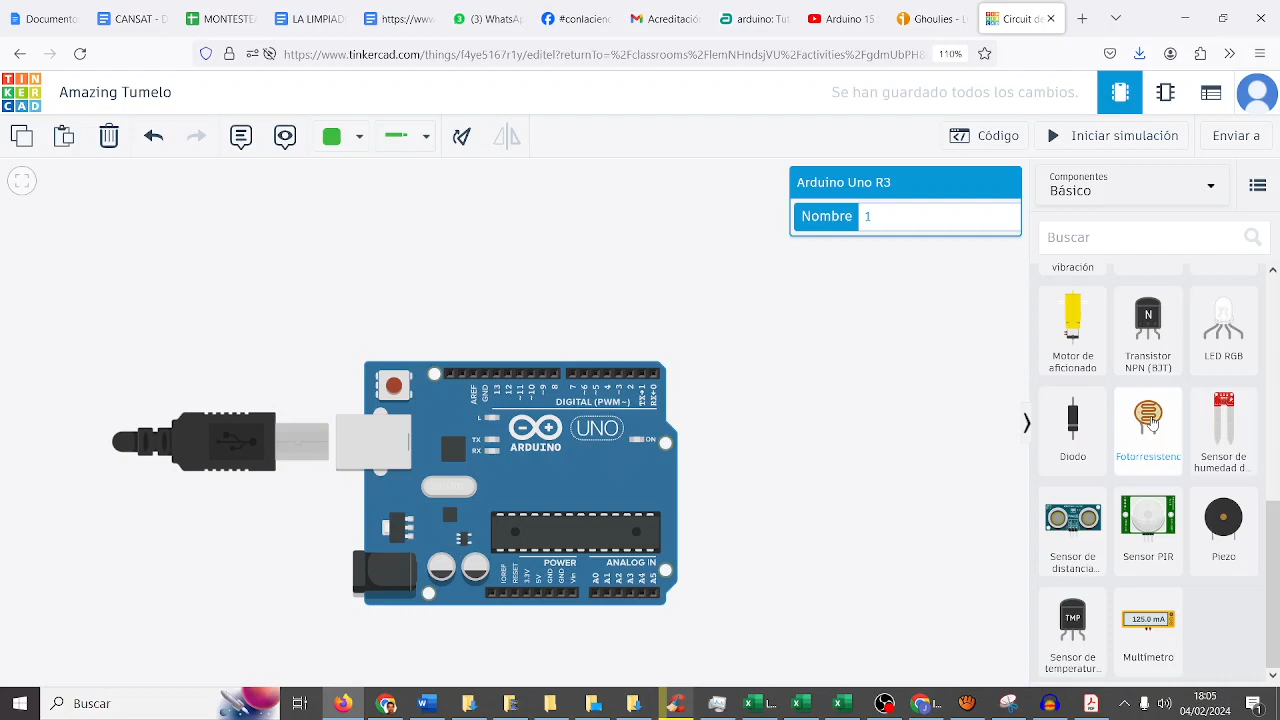 Documento
CANSAT - D
MONTESTE
LIMPIAD
https://www
(3) WhatsAp
#conlacienc
Acreditació
arduino: Tut
Arduino 15
Ghoulies - L
Circuit de
https://www.tinkercad.com/things/f4ye5167r1y/editel?returnTo=%2Fclassrooms%2FlemNHndsjVU%2Factivities%2FgdmUbPH8
110%
TIN
KER
CAD
Amazing Tumelo
Se han guardado todos los cambios.
Código
Iniciar simulación
Enviar a
Arduino Uno R3
Nombre
1
Componentes
Básico
Buscar
vibración
Motor de
aficionado
N
Transistor
NPN (BJT)
LED RGB
Diodo
Fotorresistenc
Sensor de
humedad d...
Sensor de
distancia...
Sensor PIR
Piezo
TMP
Sensor de
temperatur...
125.0 mA
Multímetro
AREF
GND
13
12
~11
~10
~9
8
7
~6
~5
4
~3
2
TX→1
RX←0
DIGITAL (PWM~)
L
TX
RX
ARDUINO
UNO
ON
POWER
ANALOG IN
IOREF
RESET
3.3V
5V
GND
GND
Vin
A0
A1
A2
A3
A4
A5
Buscar
18:05
04/02/2024